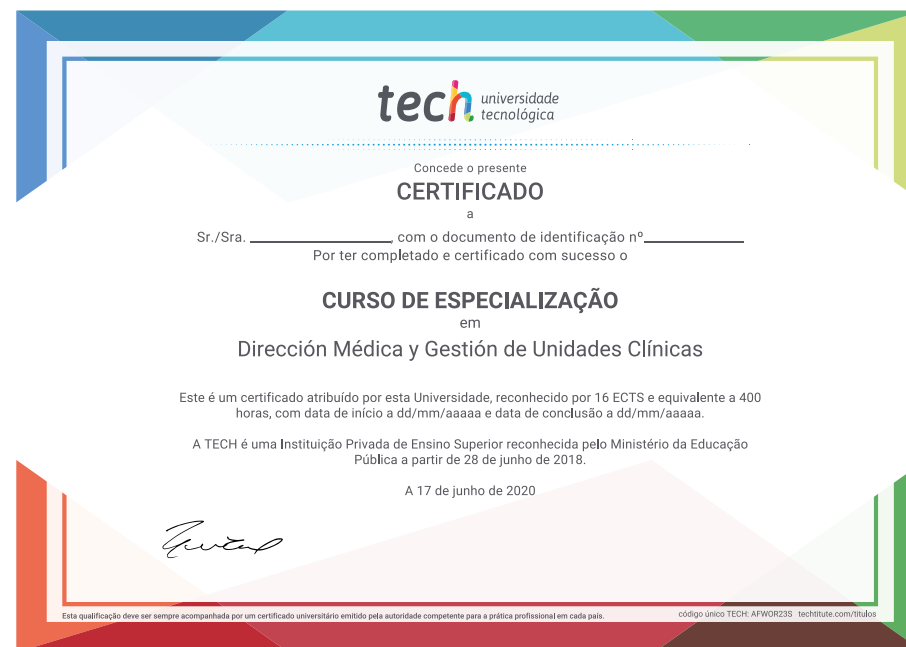 tech universidade
tecnológica
Concede o presente
CERTIFICADO
a
Sr./Sra. ____________________, com o documento de identificação nº______________
Por ter completado e certificado com sucesso o
CURSO DE ESPECIALIZAÇÃO
em
Dirección Médica y Gestión de Unidades Clínicas
Este é um certificado atribuído por esta Universidade, reconhecido por 16 ECTS e equivalente a 400
horas, com data de início a dd/mm/aaaaa e data de conclusão a dd/mm/aaaaa.
A TECH é uma Instituição Privada de Ensino Superior reconhecida pelo Ministério da Educação
Pública a partir de 28 de junho de 2018.
A 17 de junho de 2020
Esta qualificação deve ser sempre acompanhada por um certificado universitário emitido pela autoridade competente para a prática profissional em cada país.
código único TECH: AFWOR23S techtitute.com/titulos